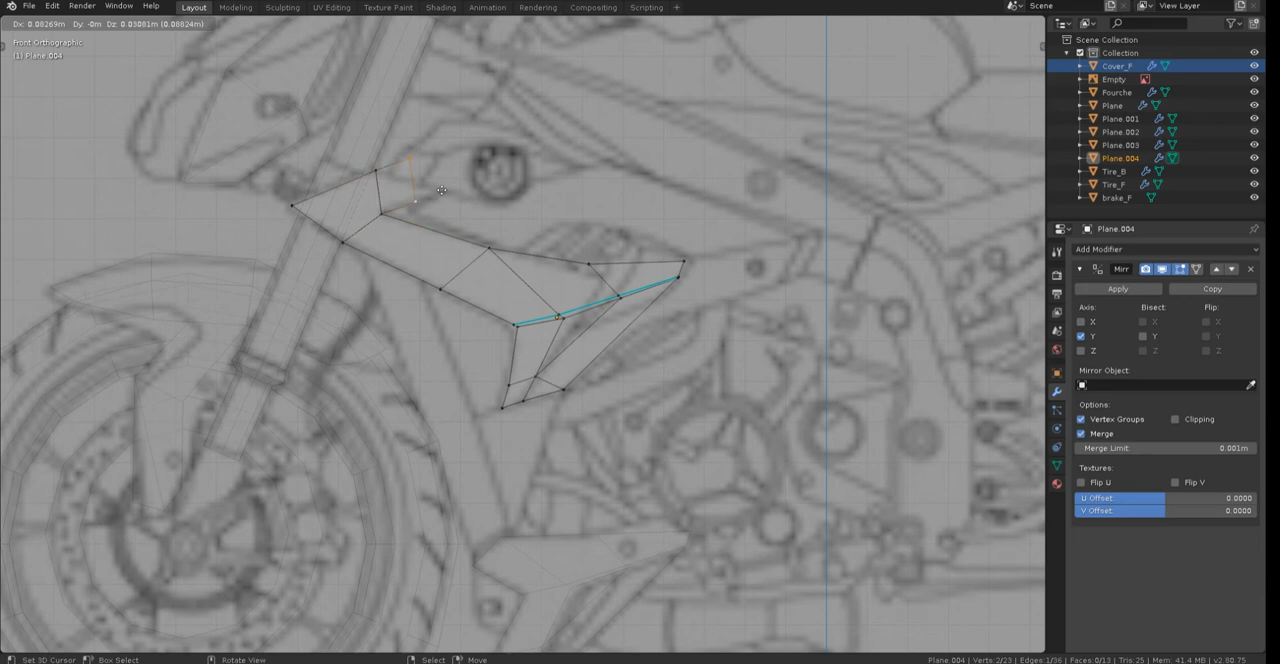 File Edit Render Window Help Layout Modeling Sculpting UV Editing Texture Paint Shading Animation Rendering Compositing Scripting + Scene View Layer
Dx: 0.08269m Dy: -0m Dz: 0.03081m (0.08824m)
Front Orthographic
(1) Plane.004
Scene Collection
Collection
Cover_F
Empty
Fourche
Plane
Plane.001
Plane.002
Plane.003
Plane.004
Tire_B
Tire_F
brake_F
Plane.004
Add Modifier
Mirr
Apply Copy
Axis: Bisect: Flip:
X X X
Y Y Y
Z Z Z
Mirror Object:
Options:
Vertex Groups Clipping
Merge
Merge Limit: 0.001m
Textures:
Flip U Flip V
U Offset: 0.0000
V Offset: 0.0000
Set 3D Cursor Box Select Rotate View Select Move Plane.004 | Verts:2/23 | Edges:1/36 | Faces:0/13 | Tris:25 | Mem: 41.4 MB | v2.80.75